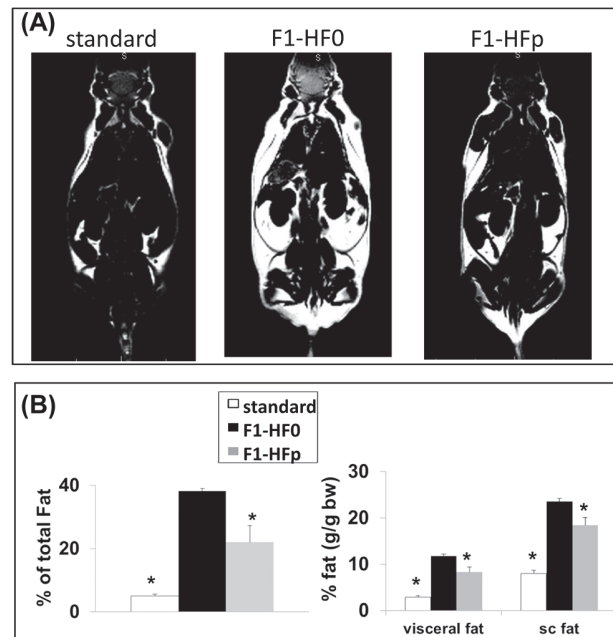 (A)
standard F1-HF0 F1-HFp
S S S
(B)
standard
F1-HF0
F1-HFp
% of total Fat
40
20
0
* *
% fat (g/g bw)
30
20
10
0
* * * *
visceral fat sc fat